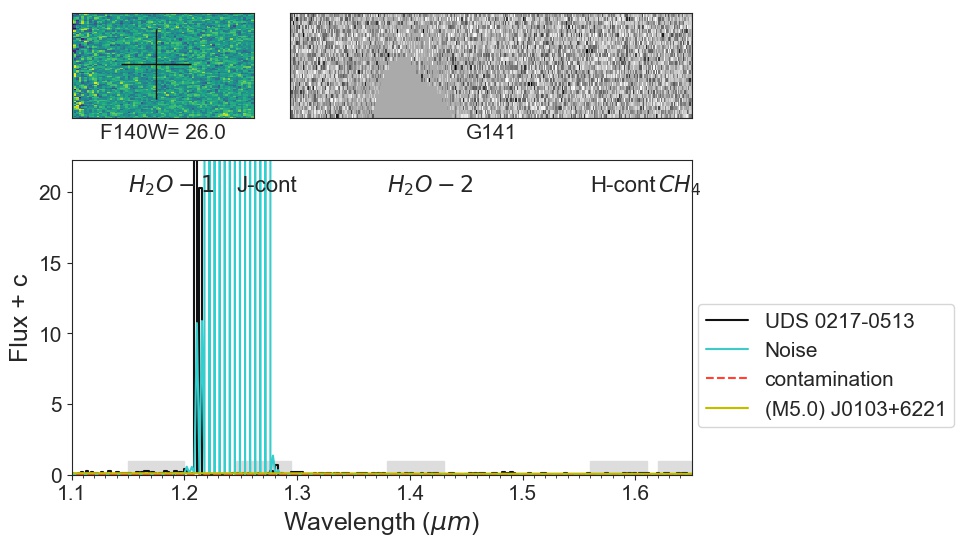 F140W= 26.0
G141
H₂O − 1
J-cont
H₂O − 2
H-cont
CH₄
Flux + c
20
15
10
5
0
1.1
1.2
1.3
1.4
1.5
1.6
Wavelength (μm)
UDS 0217-0513
Noise
contamination
(M5.0) J0103+6221